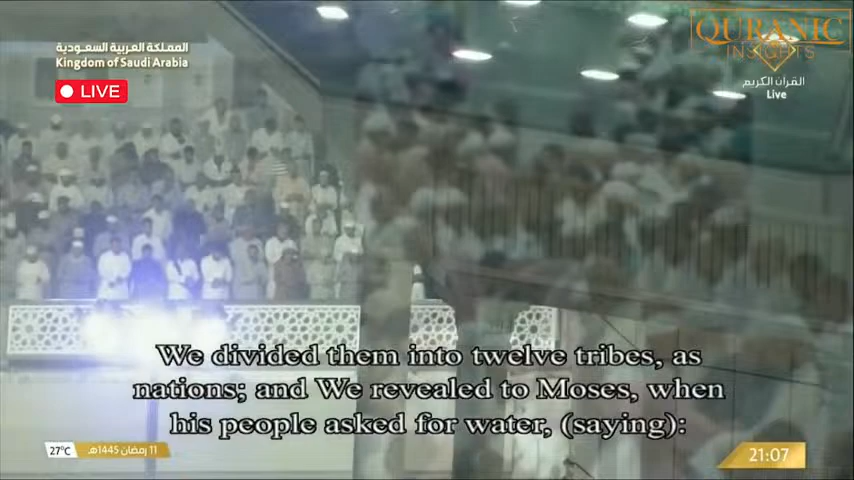 المملكة العربية السعودية
Kingdom of Saudi Arabia
LIVE
QURANIC
INSIGHTS
القرآن الكريم
Live
We divided them into twelve tribes, as
nations; and We revealed to Moses, when
his people asked for water, (saying):
27°C
11 رمضان 1445هـ
21:07